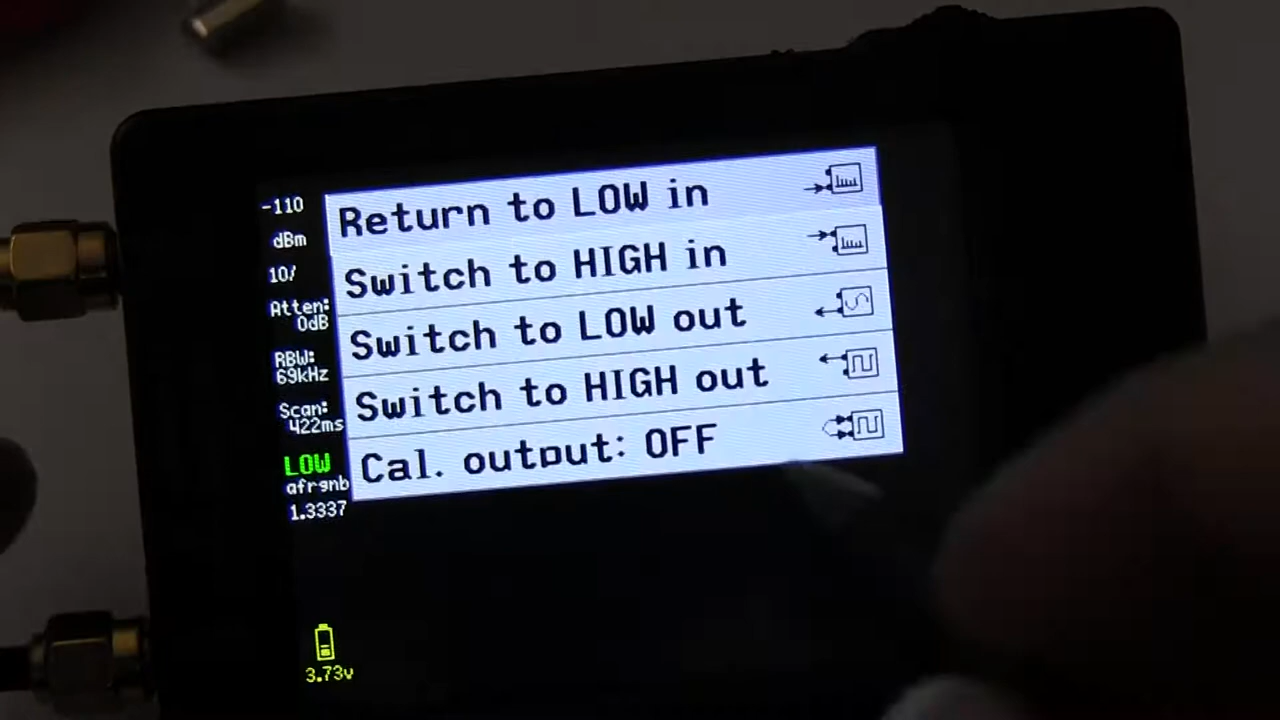 -110
dBm
10/
Atten:
0dB
RBW:
69kHz
Scan:
422ms
LOW
afrgnb
1.3337
3.73v
Return to LOW in
Switch to HIGH in
Switch to LOW out
Switch to HIGH out
Cal. output: OFF